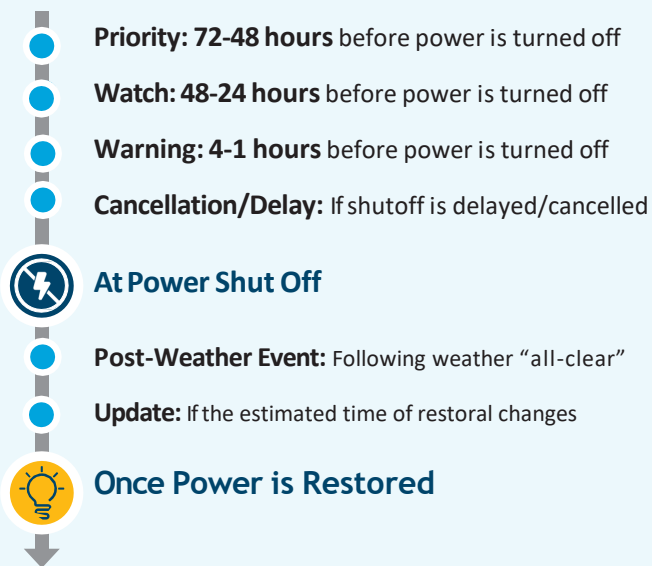 Priority: 72-48 hours before power is turned off
Watch: 48-24 hours before power is turned off
Warning: 4-1 hours before power is turned off
Cancellation/Delay: If shutoff is delayed/cancelled
At Power Shut Off
Post-Weather Event: Following weather “all-clear”
Update: If the estimated time of restoral changes
Once Power is Restored